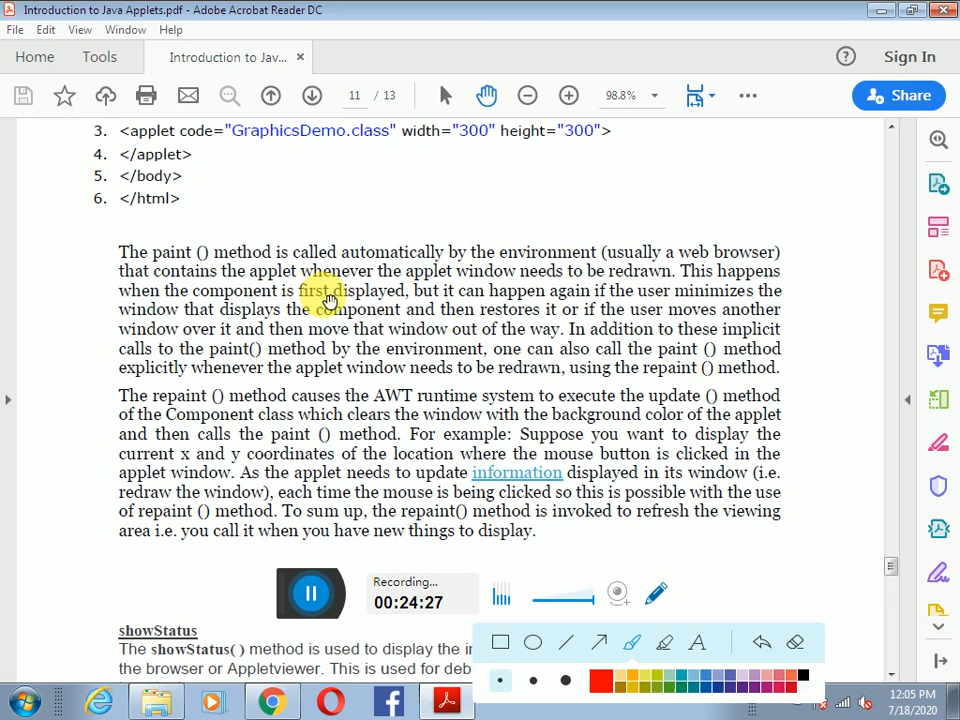 Introduction to Java Applets.pdf - Adobe Acrobat Reader DC
File Edit View Window Help
Home Tools Introduction to Jav... × Sign In
11 / 13 98.8% Share
3. <applet code="GraphicsDemo.class" width="300" height="300">
4. </applet>
5. </body>
6. </html>
The paint () method is called automatically by the environment (usually a web browser)
that contains the applet whenever the applet window needs to be redrawn. This happens
when the component is first displayed, but it can happen again if the user minimizes the
window that displays the component and then restores it or if the user moves another
window over it and then move that window out of the way. In addition to these implicit
calls to the paint() method by the environment, one can also call the paint () method
explicitly whenever the applet window needs to be redrawn, using the repaint () method.
The repaint () method causes the AWT runtime system to execute the update () method
of the Component class which clears the window with the background color of the applet
and then calls the paint () method. For example: Suppose you want to display the
current x and y coordinates of the location where the mouse button is clicked in the
applet window. As the applet needs to update information displayed in its window (i.e.
redraw the window), each time the mouse is being clicked so this is possible with the use
of repaint () method. To sum up, the repaint() method is invoked to refresh the viewing
area i.e. you call it when you have new things to display.
Recording...
00:24:27
showStatus
The showStatus( ) method is used to display the in
the browser or Appletviewer. This is used for deb
12:05 PM
7/18/2020